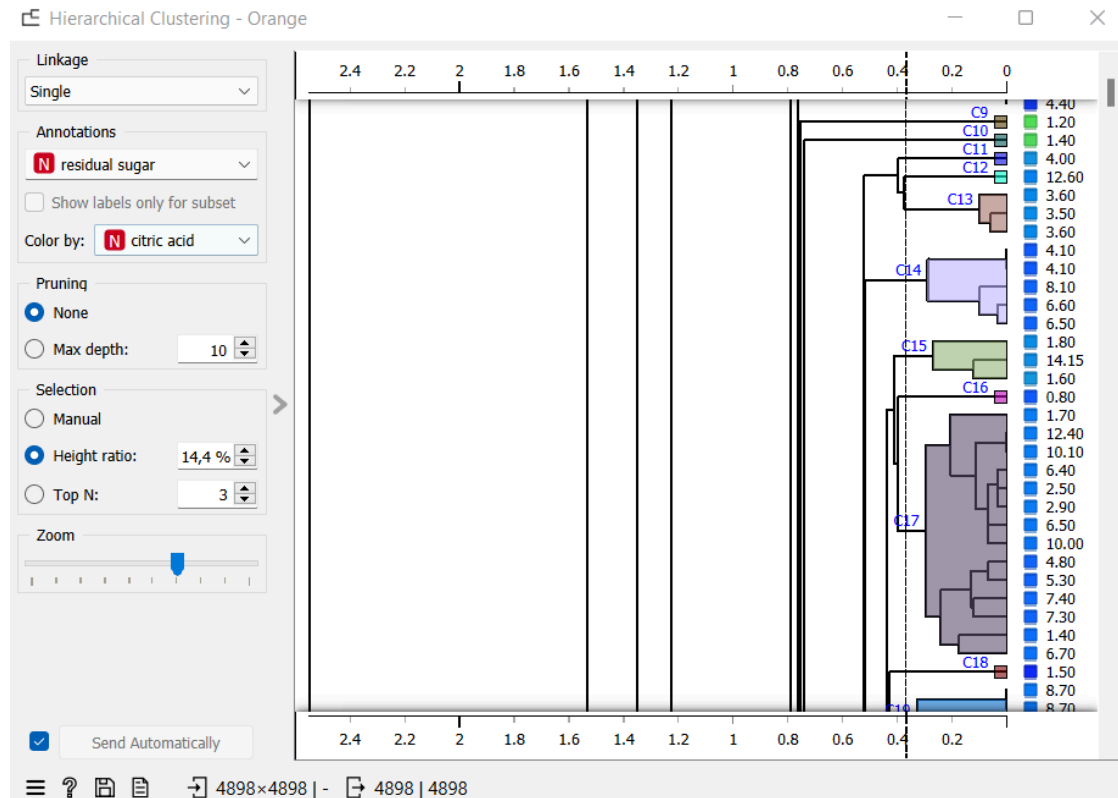 Hierarchical Clustering - Orange
Linkage
Single
Annotations
N residual sugar
Show labels only for subset
Color by: N citric acid
Pruning
None
Max depth: 10
Selection
Manual
Height ratio: 14,4 %
Top N: 3
Zoom
Send Automatically
2.4 2.2 2 1.8 1.6 1.4 1.2 1 0.8 0.6 0.4 0.2 0
4.40
C9 1.20
C10 1.40
C11 4.00
C12 12.60
3.60
C13 3.50
3.60
4.10
C14 4.10
8.10
6.60
6.50
C15 1.80
14.15
1.60
C16 0.80
1.70
12.40
10.10
6.40
2.50
2.90
C17 6.50
10.00
4.80
5.30
7.40
7.30
1.40
6.70
C18 1.50
8.70
C19 8.70
2.4 2.2 2 1.8 1.6 1.4 1.2 1 0.8 0.6 0.4 0.2
? 4898×4898 | - 4898 | 4898